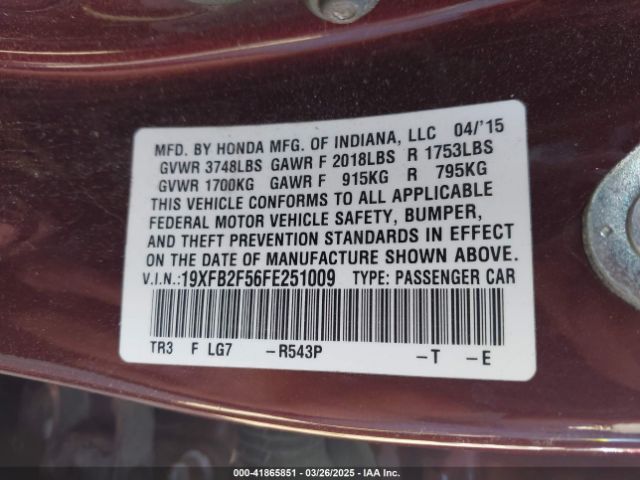 MFD. BY HONDA MFG. OF INDIANA, LLC 04/'15
GVWR 3748LBS GAWR F 2018LBS R 1753LBS
GVWR 1700KG GAWR F 915KG R 795KG
THIS VEHICLE CONFORMS TO ALL APPLICABLE
FEDERAL MOTOR VEHICLE SAFETY, BUMPER,
AND THEFT PREVENTION STANDARDS IN EFFECT
ON THE DATE OF MANUFACTURE SHOWN ABOVE.
V.I.N.:19XFB2F56FE251009 TYPE: PASSENGER CAR
TR3 F LG7 -R543P -T -E
000-41865851 | 03/26/2025 | IAA Inc.